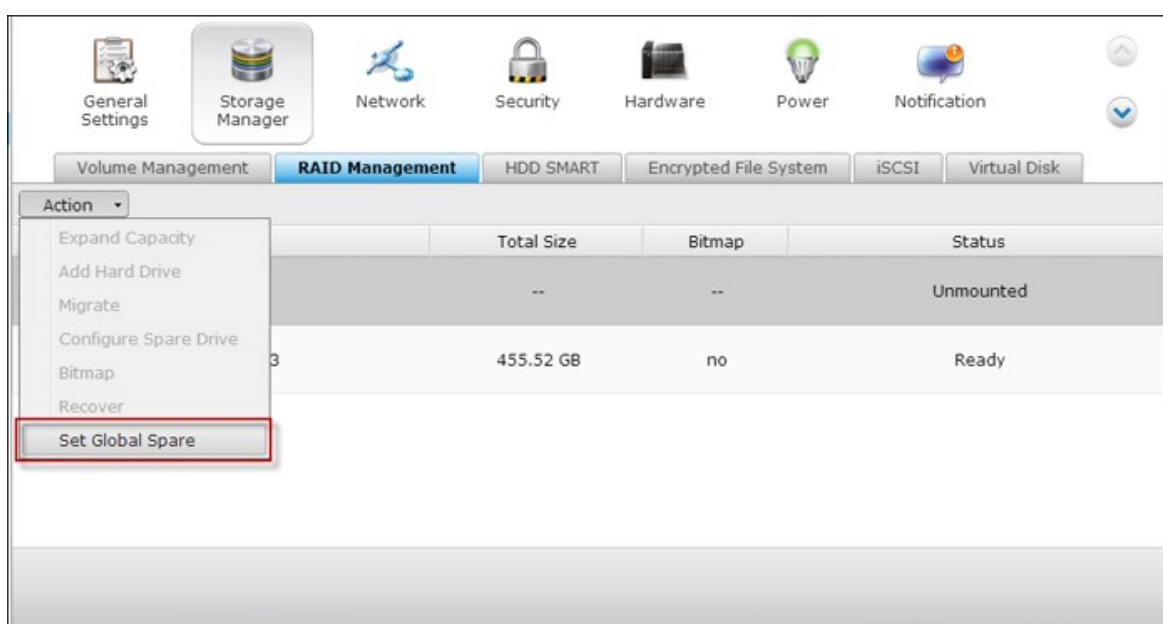 General Settings Storage Manager Network Security Hardware Power Notification
Volume Management RAID Management HDD SMART Encrypted File System iSCSI Virtual Disk
Action
Expand Capacity Total Size Bitmap Status
Add Hard Drive
-- -- Unmounted
Migrate
Configure Spare Drive
3 455.52 GB no Ready
Bitmap
Recover
Set Global Spare